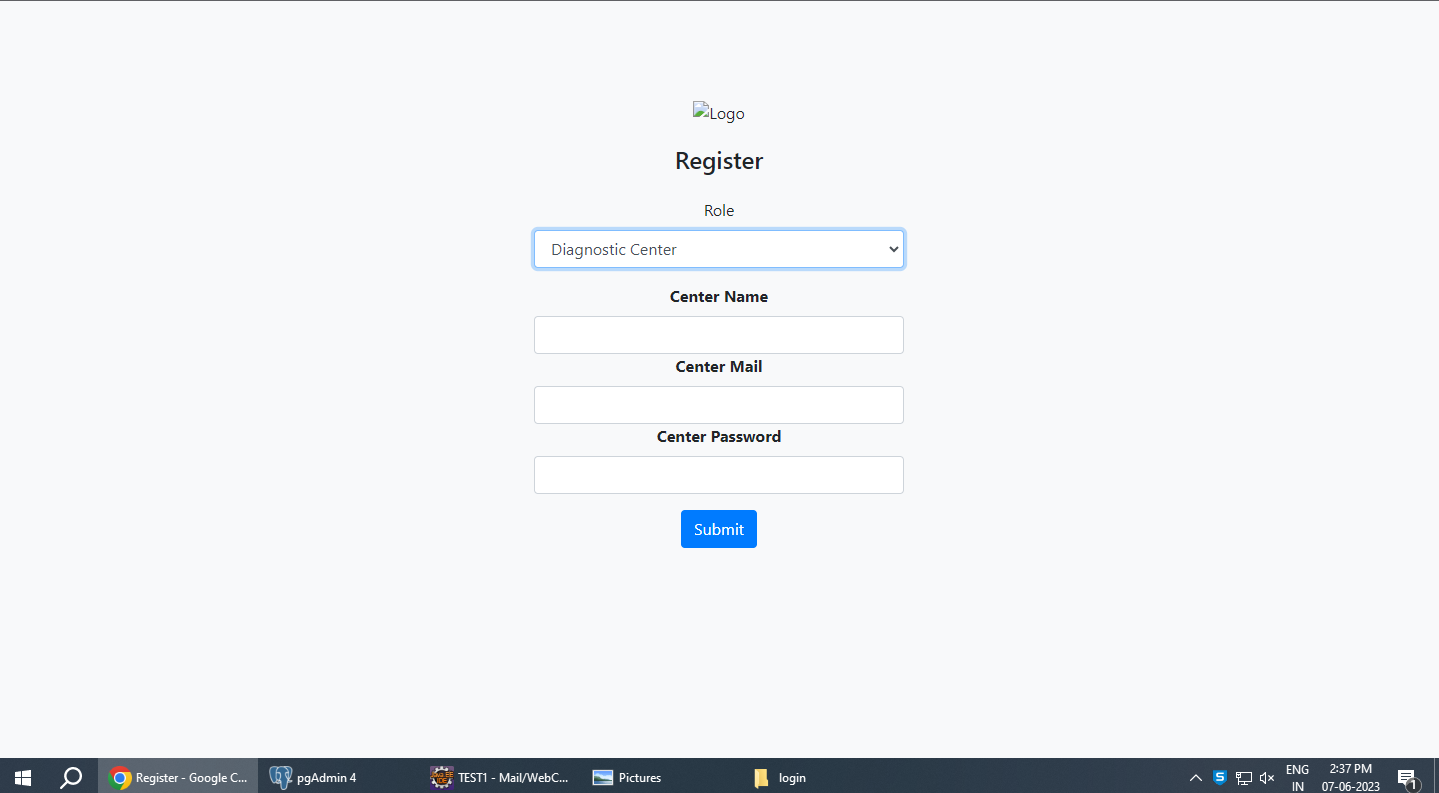 Logo
Register
Role
Diagnostic Center
Center Name
Center Mail
Center Password
Submit
Register - Google C...
pgAdmin 4
TEST1 - Mail/WebC...
Pictures
login
S
ENG
IN
2:37 PM
07-06-2023
1